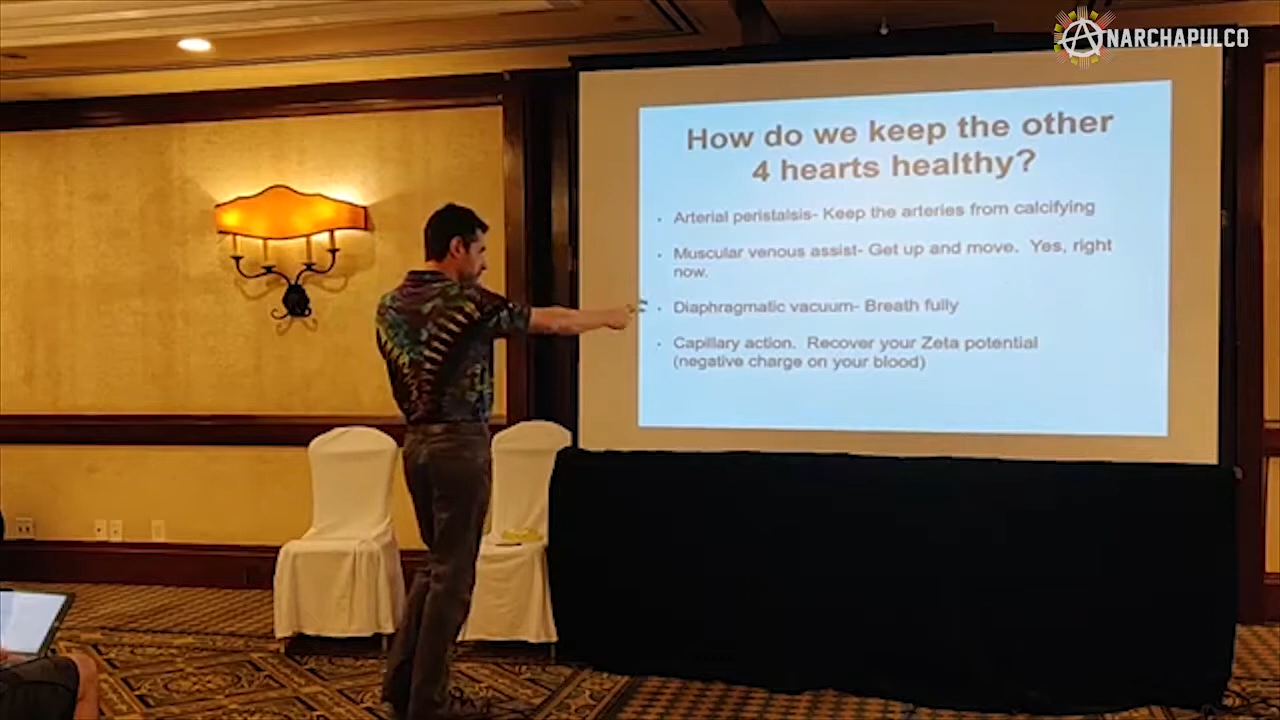 ANARCHAPULCO
How do we keep the other
4 hearts healthy?
· Arterial peristalsis- Keep the arteries from calcifying
· Muscular venous assist- Get up and move. Yes, right
now.
· Diaphragmatic vacuum- Breath fully
· Capillary action. Recover your Zeta potential
(negative charge on your blood)